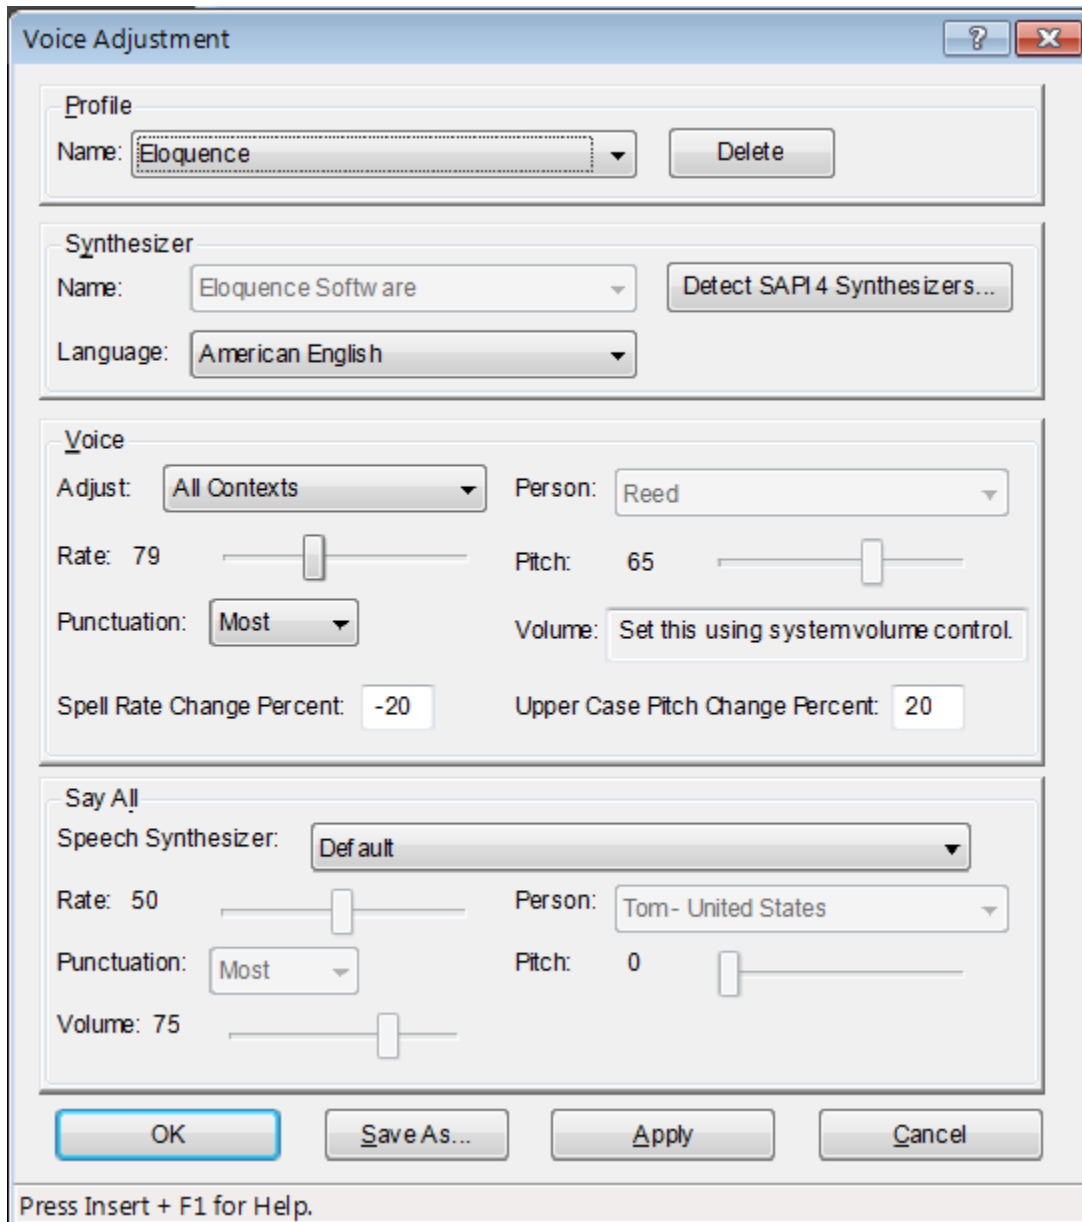 Voice Adjustment
Profile
Name: Eloquence Delete
Synthesizer
Name: Eloquence Software Detect SAPI 4 Synthesizers...
Language: American English
Voice
Adjust: All Contexts Person: Reed
Rate: 79 Pitch: 65
Punctuation: Most Volume: Set this using system volume control.
Spell Rate Change Percent: -20 Upper Case Pitch Change Percent: 20
Say All
Speech Synthesizer: Default
Rate: 50 Person: Tom- United States
Punctuation: Most Pitch: 0
Volume: 75
OK Save As... Apply Cancel
Press Insert + F1 for Help.